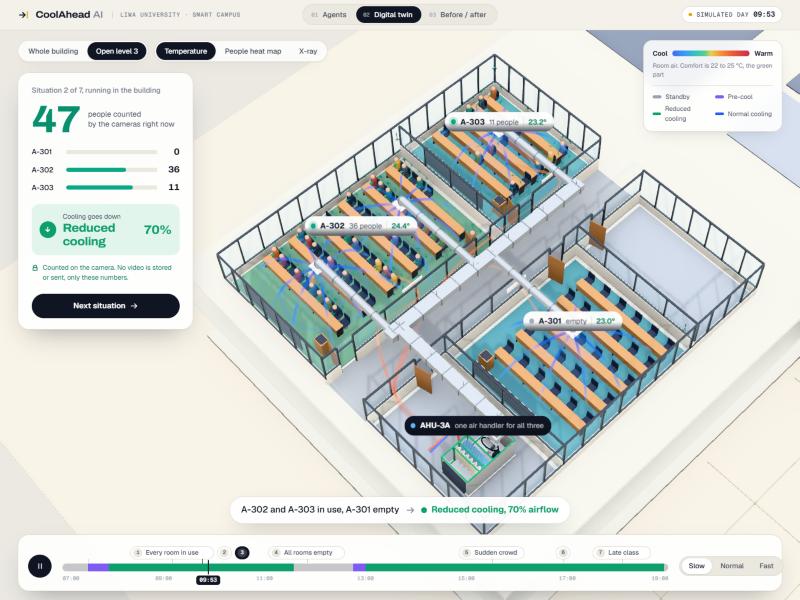 CoolAhead AI
LIWA UNIVERSITY · SMART CAMPUS
01 Agents
02 Digital twin
03 Before / after
SIMULATED DAY 09:53
Whole building
Open level 3
Temperature
People heat map
X-ray
Cool
Warm
Room air. Comfort is 22 to 25 °C, the green
part
Standby
Pre-cool
Reduced
cooling
Normal cooling
Situation 2 of 7, running in the building
47
people counted
by the cameras right now
A-301 0
A-302 36
A-303 11
Cooling goes down
Reduced
cooling
70%
Counted on the camera. No video is stored
or sent, only these numbers.
Next situation →
A-303 11 people 23.2°
A-302 36 people 24.4°
A-301 empty 23.0°
AHU-3A one air handler for all three
A-302 and A-303 in use, A-301 empty → Reduced cooling, 70% airflow
1 Every room in use
2
3
4 All rooms empty
5 Sudden crowd
6
7 Late class
07:00
09:00
09:53
11:00
13:00
15:00
17:00
19:00
Slow
Normal
Fast